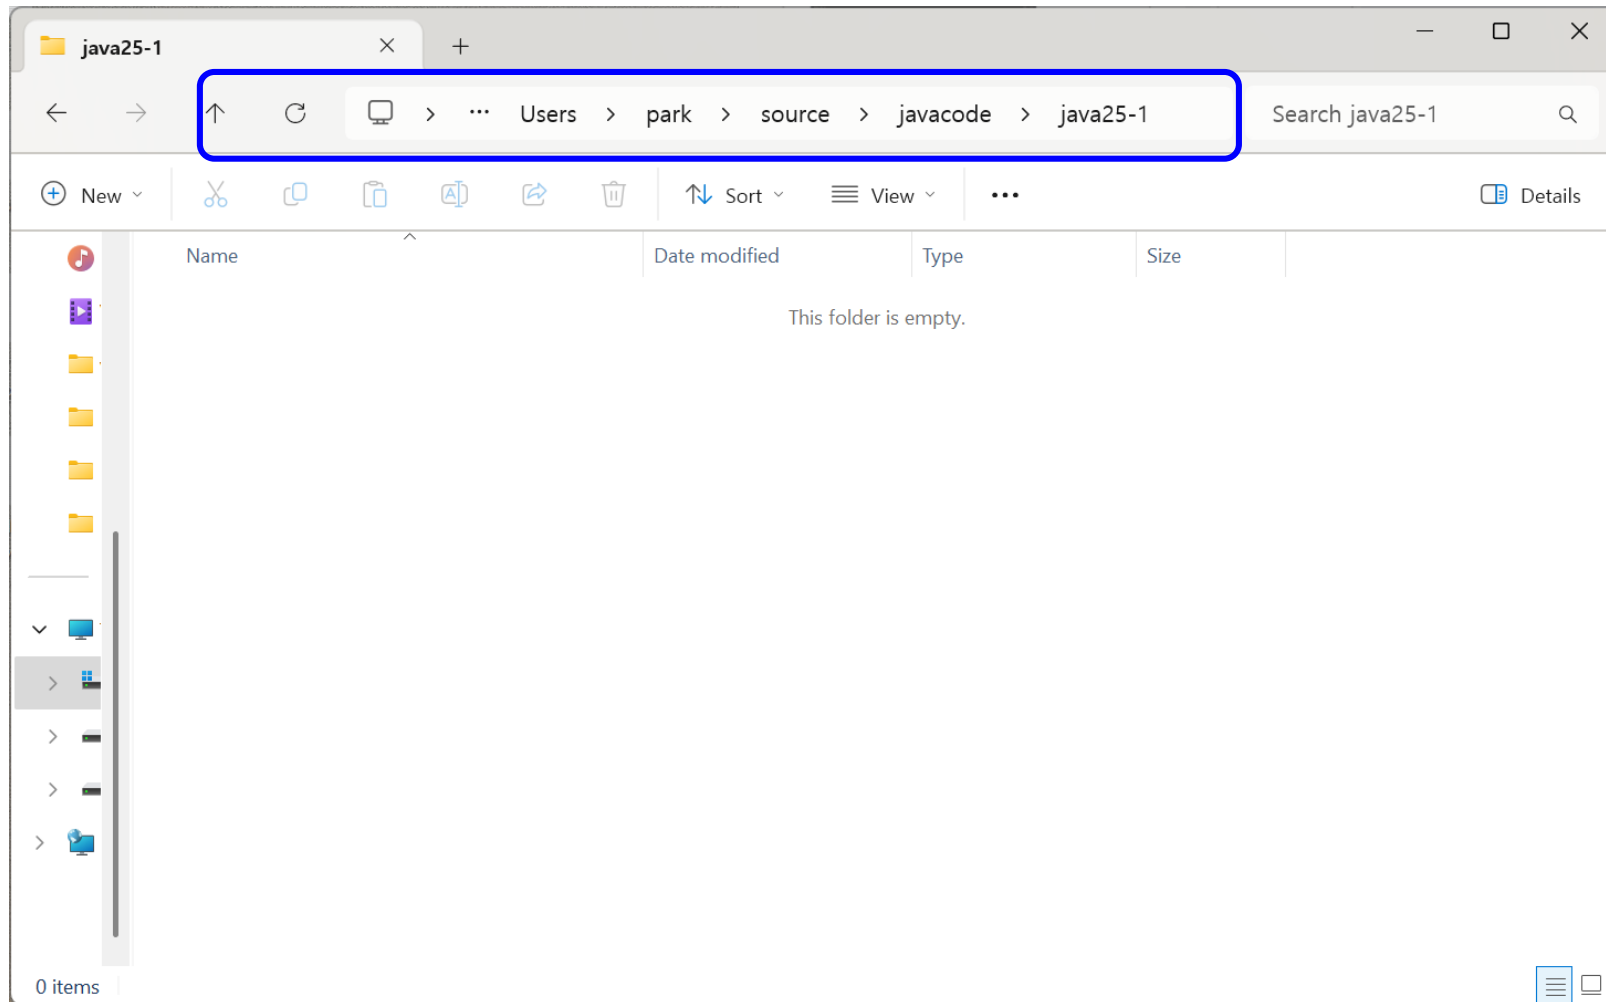 java25-1
... Users > park > source > javacode > java25-1
Search java25-1
New
Sort
View
...
Details
Name
Date modified
Type
Size
This folder is empty.
0 items